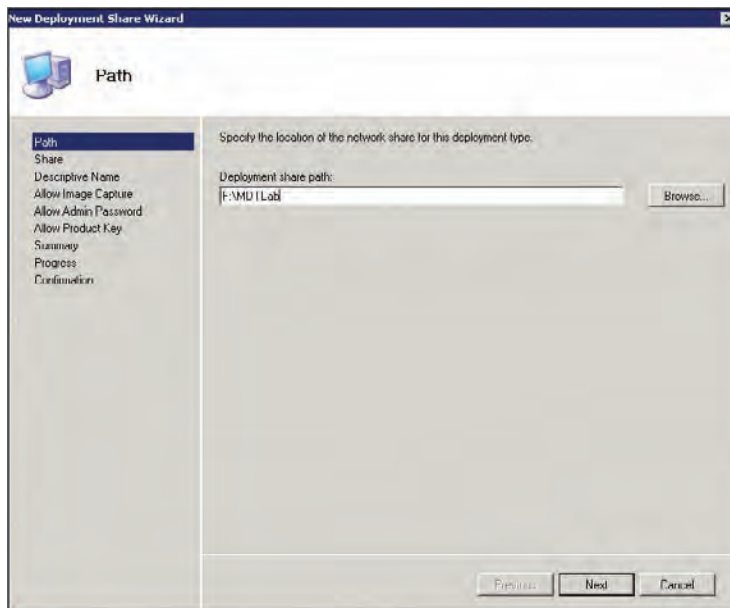 New Deployment Share Wizard
Path
Path
Share
Descriptive Name
Allow Image Capture
Allow Admin Password
Allow Product Key
Summary
Progress
Confirmation
Specify the location of the network share for this deployment type.
Deployment share path:
F:\MDTLab
Browse...
Previous
Next
Cancel